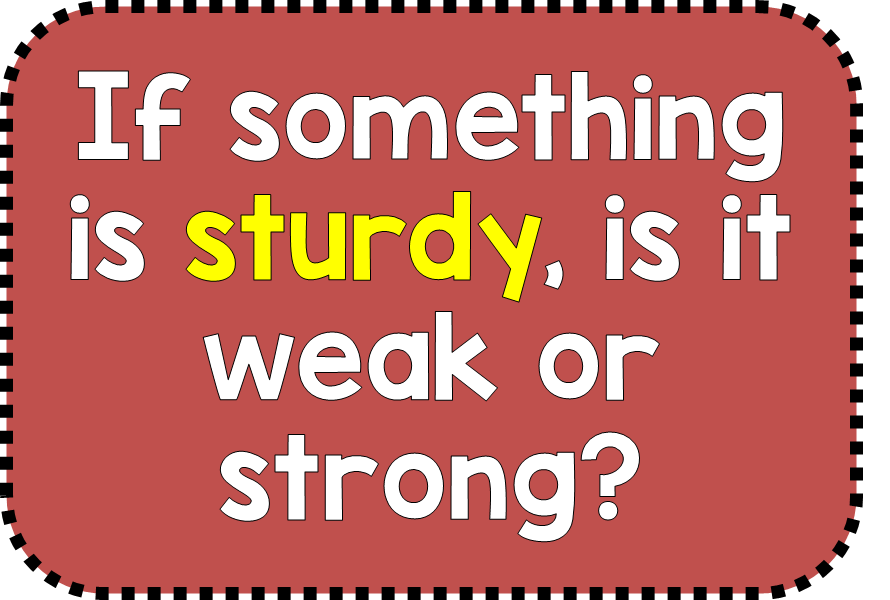 If something
is sturdy, is it
weak or
strong?